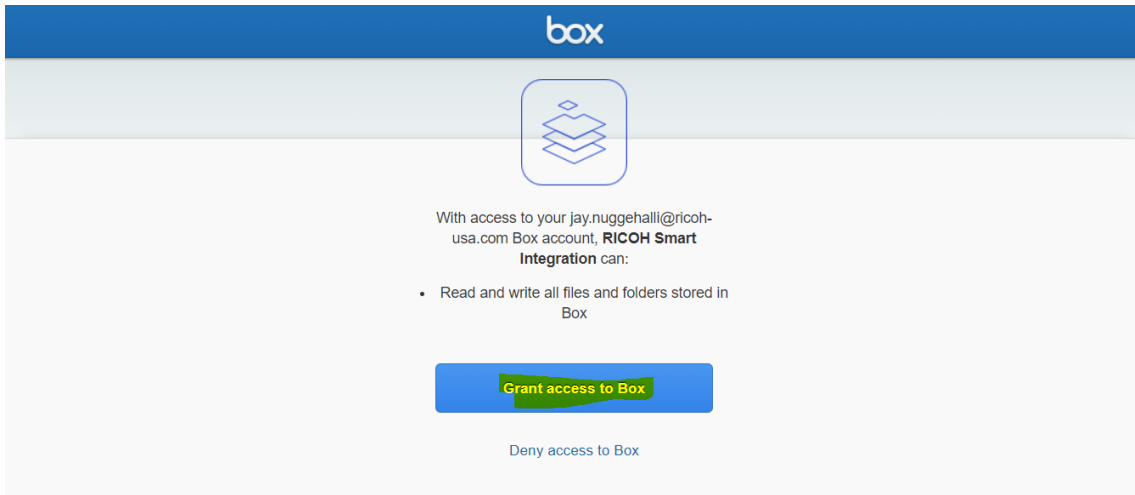 box
With access to your jay.nuggehalli@ricoh-
usa.com Box account, RICOH Smart
Integration can:
• Read and write all files and folders stored in
Box
Grant access to Box
Deny access to Box